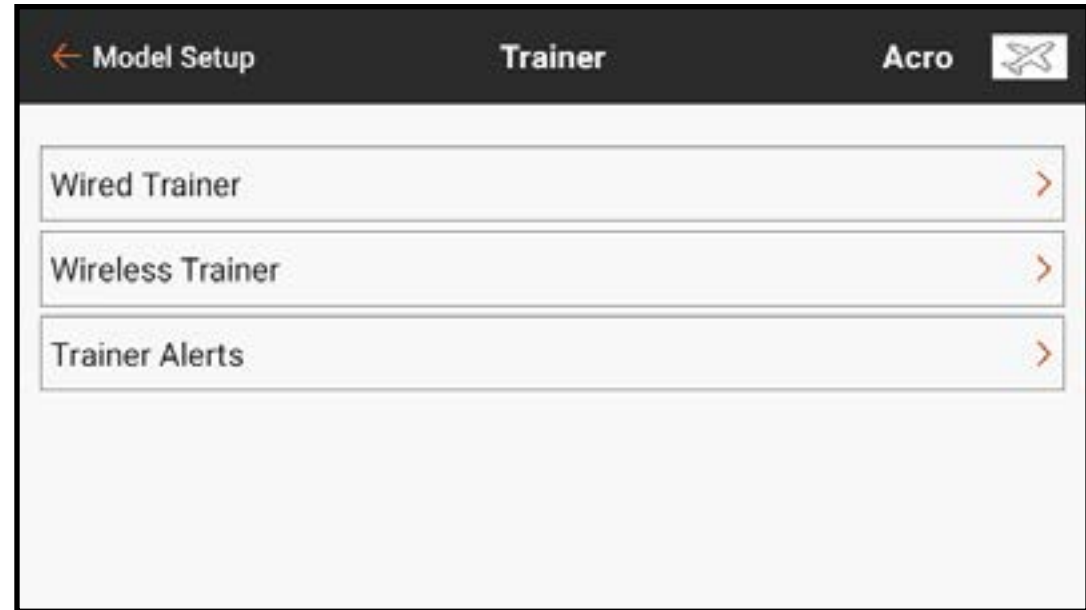 Model Setup
Trainer
Acro
Wired Trainer
Wireless Trainer
Trainer Alerts